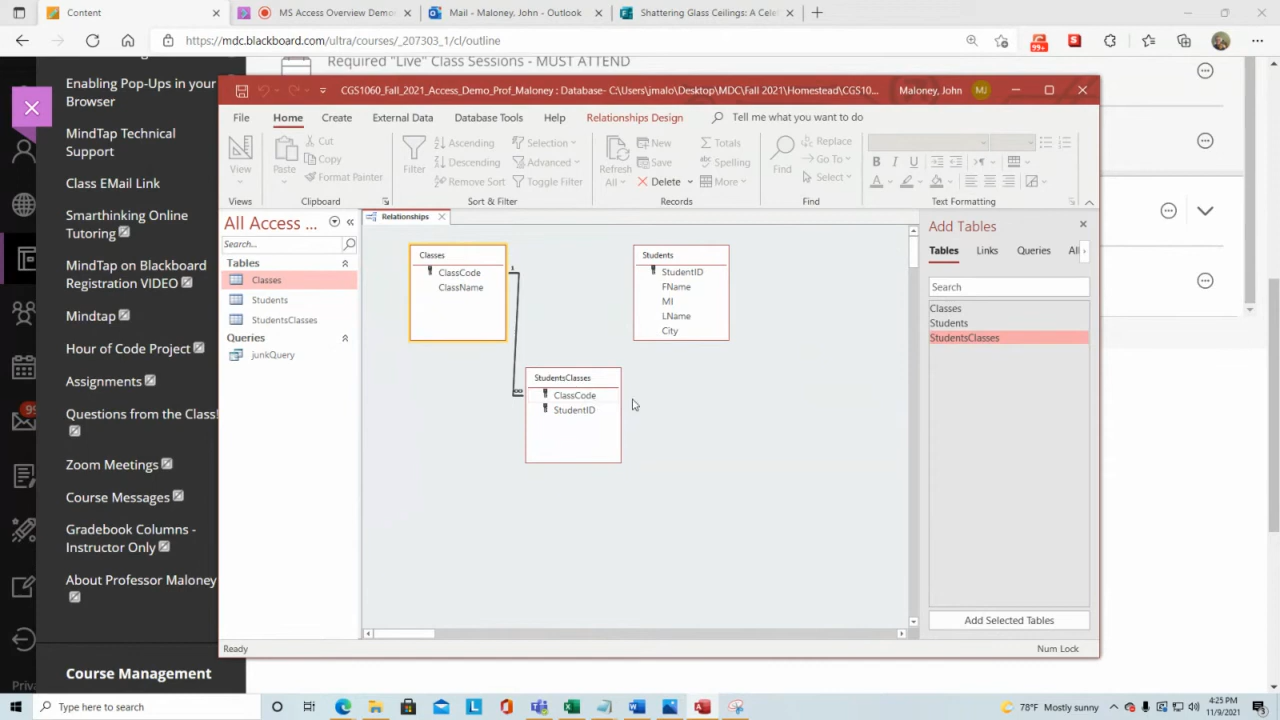 Content
MS Access Overview Demo
Mail - Maloney, John - Outlook
Shattering Glass Ceilings: A Cele
https://mdc.blackboard.com/ultra/courses/_207303_1/cl/outline
99+
Required "Live" Class Sessions - MUST ATTEND
Enabling Pop-Ups in your
Browser
MindTap Technical
Support
Class EMail Link
Smarthinking Online
Tutoring
MindTap on Blackboard
Registration VIDEO
Mindtap
Hour of Code Project
Assignments
Questions from the Class!
Zoom Meetings
Course Messages
Gradebook Columns -
Instructor Only
About Professor Maloney
Course Management
Priva
CGS1060_Fall_2021_Access_Demo_Prof_Maloney : Database- C:\Users\jmalo\Desktop\MDC\Fall 2021\Homestead\CGS10...
Maloney, John
MJ
File
Home
Create
External Data
Database Tools
Help
Relationships Design
Tell me what you want to do
View
Views
Paste
Cut
Copy
Format Painter
Clipboard
Filter
Ascending
Descending
Remove Sort
Selection
Advanced
Toggle Filter
Sort & Filter
Refresh
All
New
Save
Delete
Totals
Spelling
More
Records
Find
Replace
Go To
Select
Find
B I U
A
Text Formatting
All Access ...
Search...
Tables
Classes
Students
StudentsClasses
Queries
junkQuery
Relationships
Classes
ClassCode
ClassName
1
∞
Students
StudentID
FName
MI
LName
City
StudentsClasses
ClassCode
StudentID
Add Tables
Tables
Links
Queries
Al
Search
Classes
Students
StudentsClasses
Add Selected Tables
Ready
Num Lock
Type here to search
78°F Mostly sunny
4:25 PM
11/9/2021